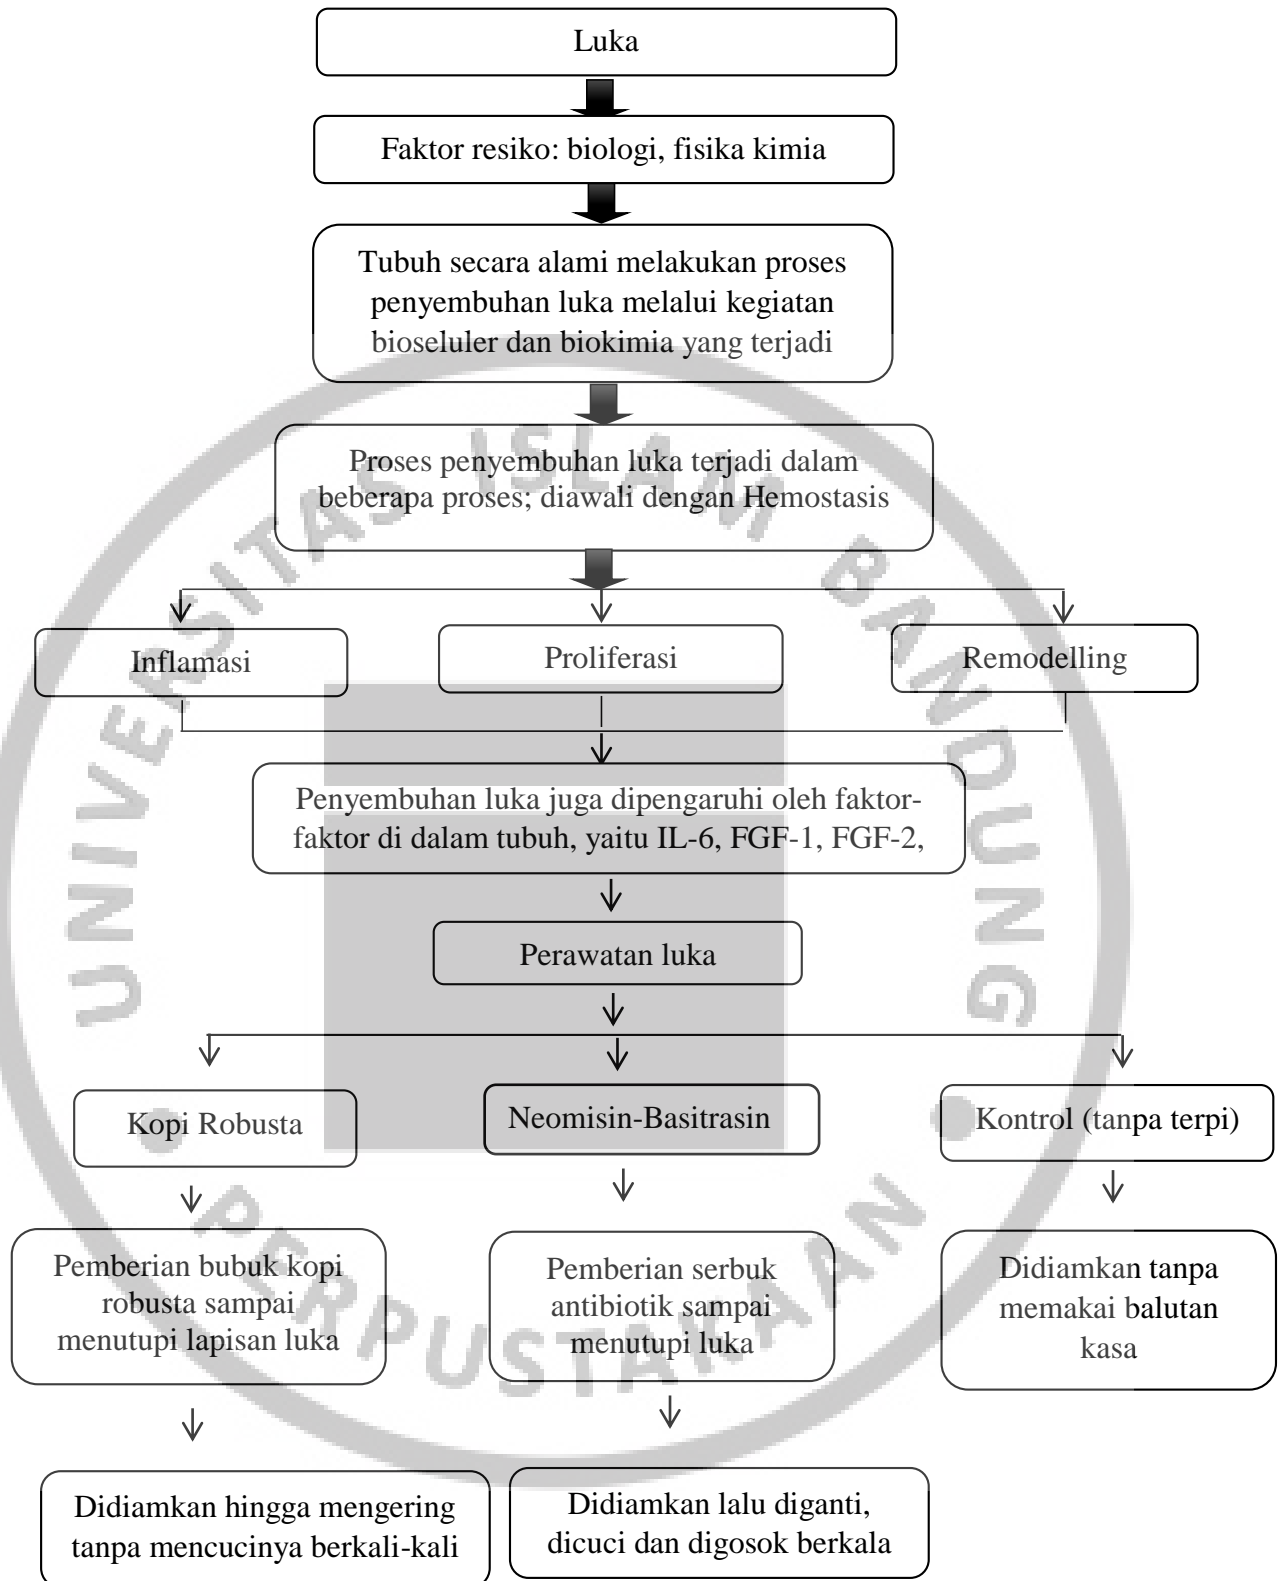 Luka
Faktor resiko: biologi, fisika kimia
Tubuh secara alami melakukan proses
penyembuhan luka melalui kegiatan
bioseluler dan biokimia yang terjadi
Proses penyembuhan luka terjadi dalam
beberapa proses; diawali dengan Hemostasis
Inflamasi
Proliferasi
Remodelling
Penyembuhan luka juga dipengaruhi oleh faktor-
faktor di dalam tubuh, yaitu IL-6, FGF-1, FGF-2,
Perawatan luka
Kopi Robusta
Neomisin-Basitrasin
Kontrol (tanpa terpi)
Pemberian bubuk kopi
robusta sampai
menutupi lapisan luka
Pemberian serbuk
antibiotik sampai
menutupi luka
Didiamkan tanpa
memakai balutan
kasa
Didiamkan hingga mengering
tanpa mencucinya berkali-kali
Didiamkan lalu diganti,
dicuci dan digosok berkala
UNIVERSITAS ISLAM BANDUNG
PERPUSTAKAAN